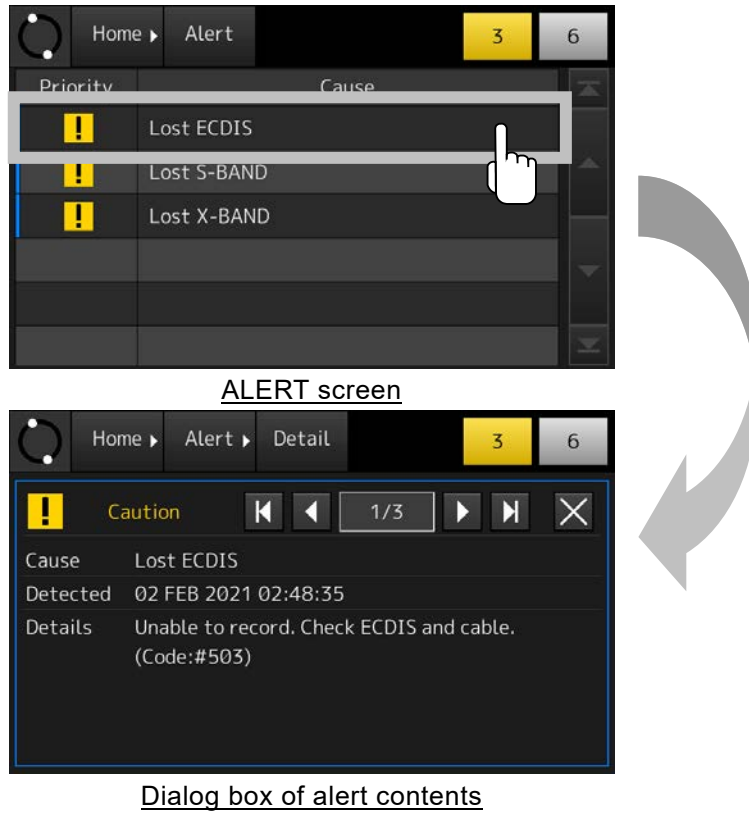 Home Alert 3 6
Priority Cause
! Lost ECDIS
! Lost S-BAND
! Lost X-BAND
ALERT screen
Home Alert Detail 3 6
! Caution 1/3
Cause Lost ECDIS
Detected 02 FEB 2021 02:48:35
Details Unable to record. Check ECDIS and cable.
(Code:#503)
Dialog box of alert contents